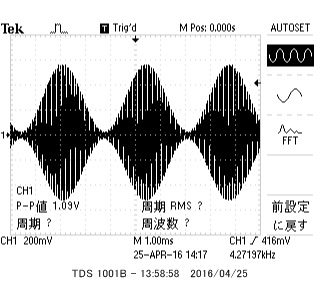 Tek T Trig'd M Pos: 0.000s AUTOSET
FFT
1
CH1
P-P値 1.09V 周期 RMS ?
周期 ? 周波数 ?
前設定
に戻す
CH1 200mV M 1.00ms CH1 416mV
25-APR-16 14:17 4.27197kHz
TDS 1001B - 13:58:58 2016/04/25